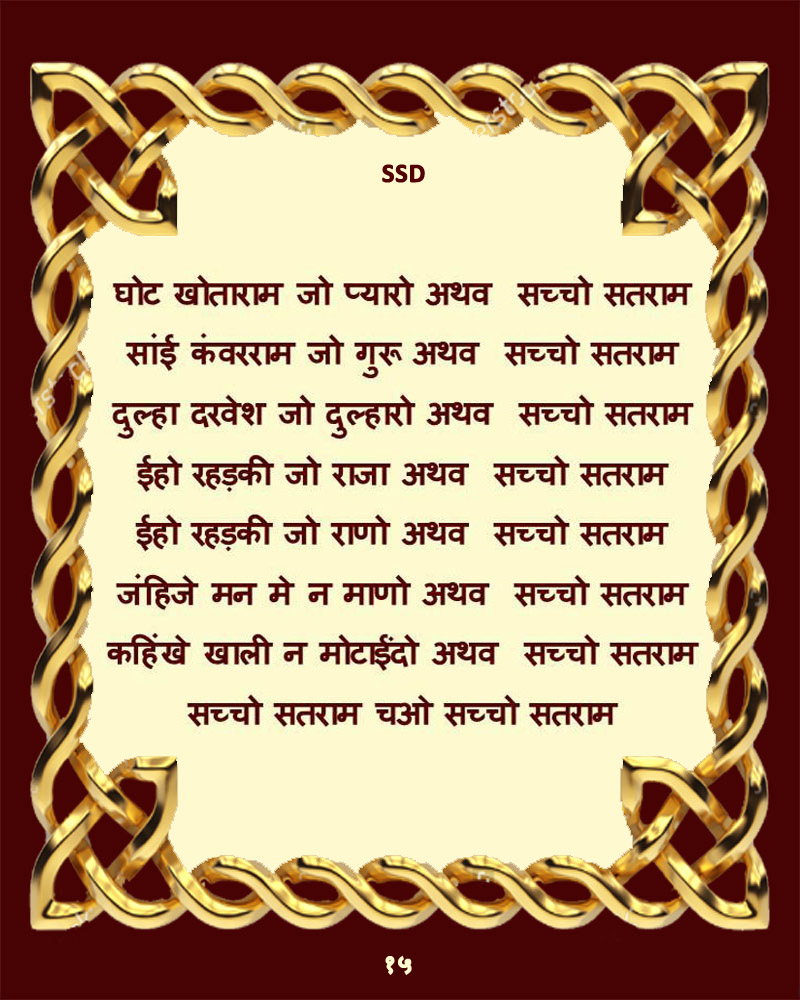 SSD
घोट खोताराम जो प्यारो अथव सच्चो सतराम
सांई कंवरराम जो गुरू अथव सच्चो सतराम
दुल्हा दरवेश जो दुल्हारो अथव सच्चो सतराम
ईहो रहड़की जो राजा अथव सच्चो सतराम
ईहो रहड़की जो राणो अथव सच्चो सतराम
जंहिजे मन मे न माणो अथव सच्चो सतराम
कहिंखे खाली न मोटाईंदो अथव सच्चो सतराम
सच्चो सतराम चओ सच्चो सतराम
१५